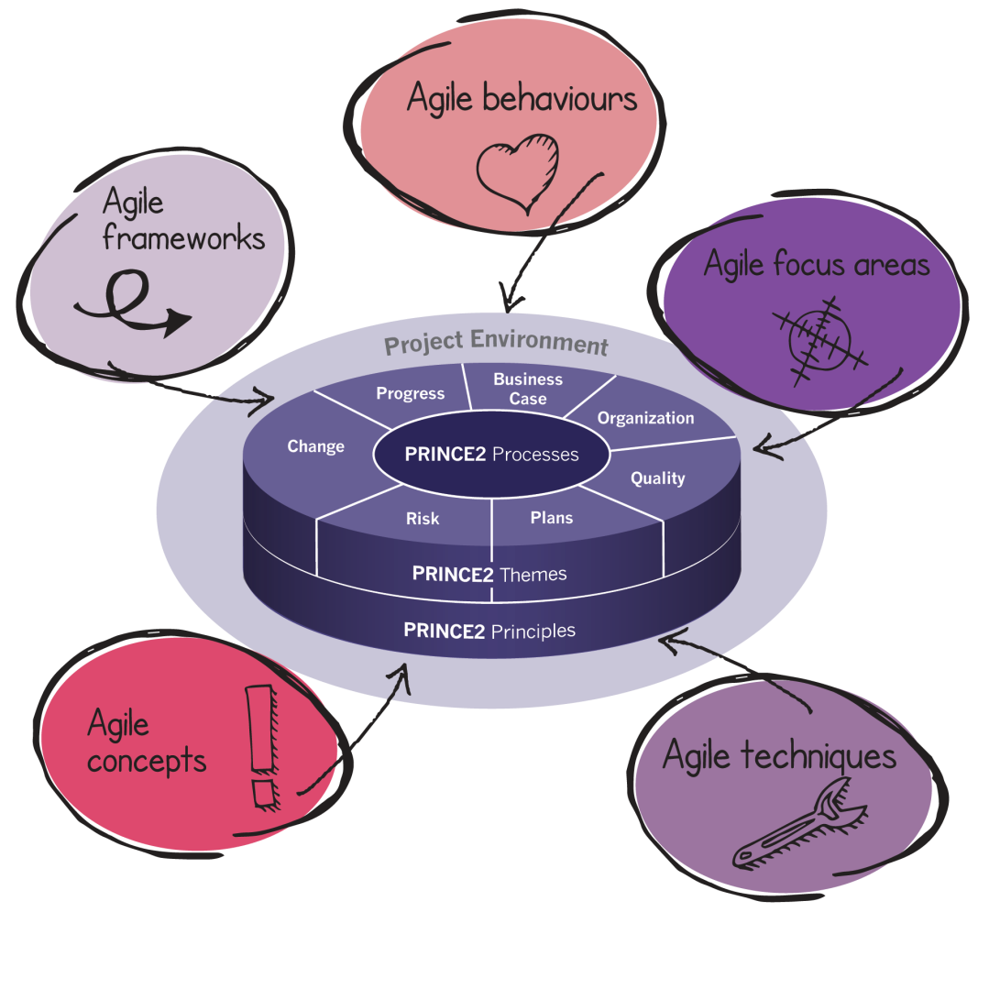 Agile behaviours
Agile
frameworks
Agile focus areas
Project Environment
Progress
Business
Case
Organization
Change
PRINCE2 Processes
Quality
Risk
Plans
PRINCE2 Themes
PRINCE2 Principles
Agile
concepts
Agile techniques